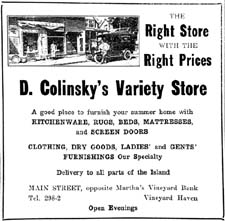 THE
Right Store
WITH THE
Right Prices
D. Colinsky's Variety Store
A good place to furnish your summer home with
KITCHENWARE, RUGS, BEDS, MATTRESSES,
and SCREEN DOORS
CLOTHING, DRY GOODS, LADIES' and GENTS'
FURNISHINGS Our Specialty
Delivery to all parts of the Island
MAIN STREET, opposite Martha's Vineyard Bank
Tel. 298-2 Vineyard Haven
Open Evenings